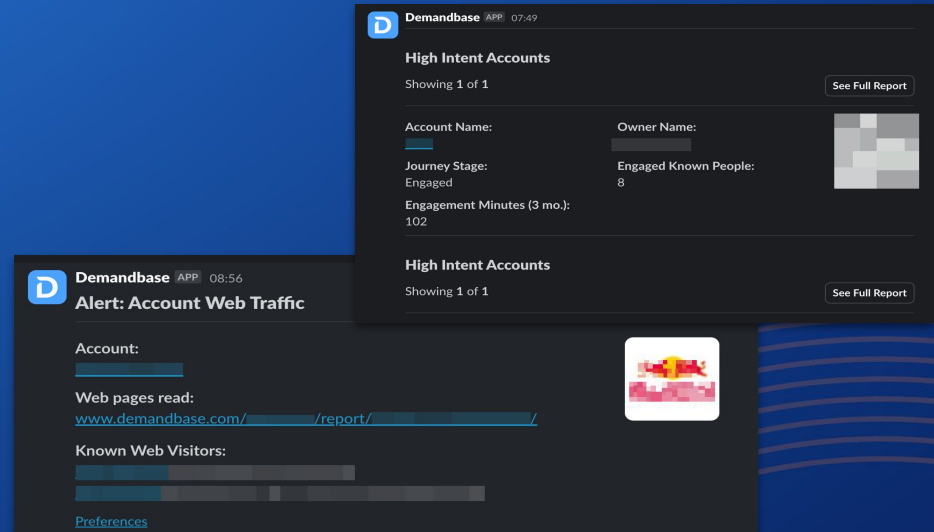 Demandbase APP 07:49
High Intent Accounts
Showing 1 of 1
See Full Report
Account Name:
Owner Name:
Journey Stage:
Engaged
Engaged Known People:
8
Engagement Minutes (3 mo.):
102
High Intent Accounts
Showing 1 of 1
See Full Report
Demandbase APP 08:56
Alert: Account Web Traffic
Account:
Web pages read:
www.demandbase.com/ /report/ /
Known Web Visitors:
Preferences